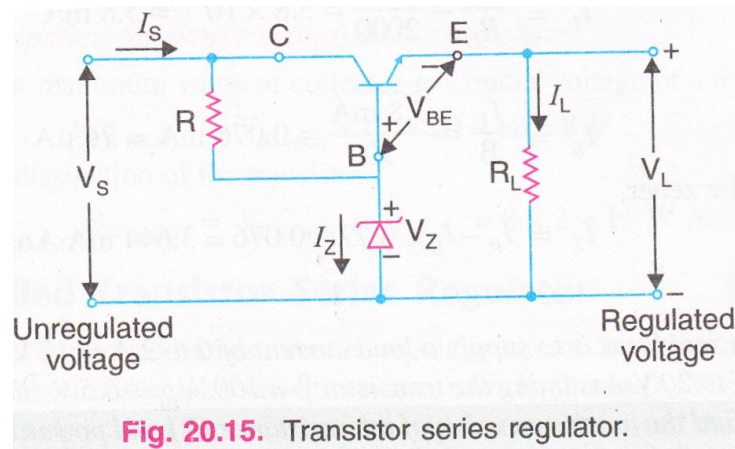 I_S
C
E
+
R
V_BE
I_L
+
B
V_S
R_L
V_L
+
I_Z
V_Z
−
−
−
Unregulated
voltage
Regulated
voltage
Fig. 20.15. Transistor series regulator.